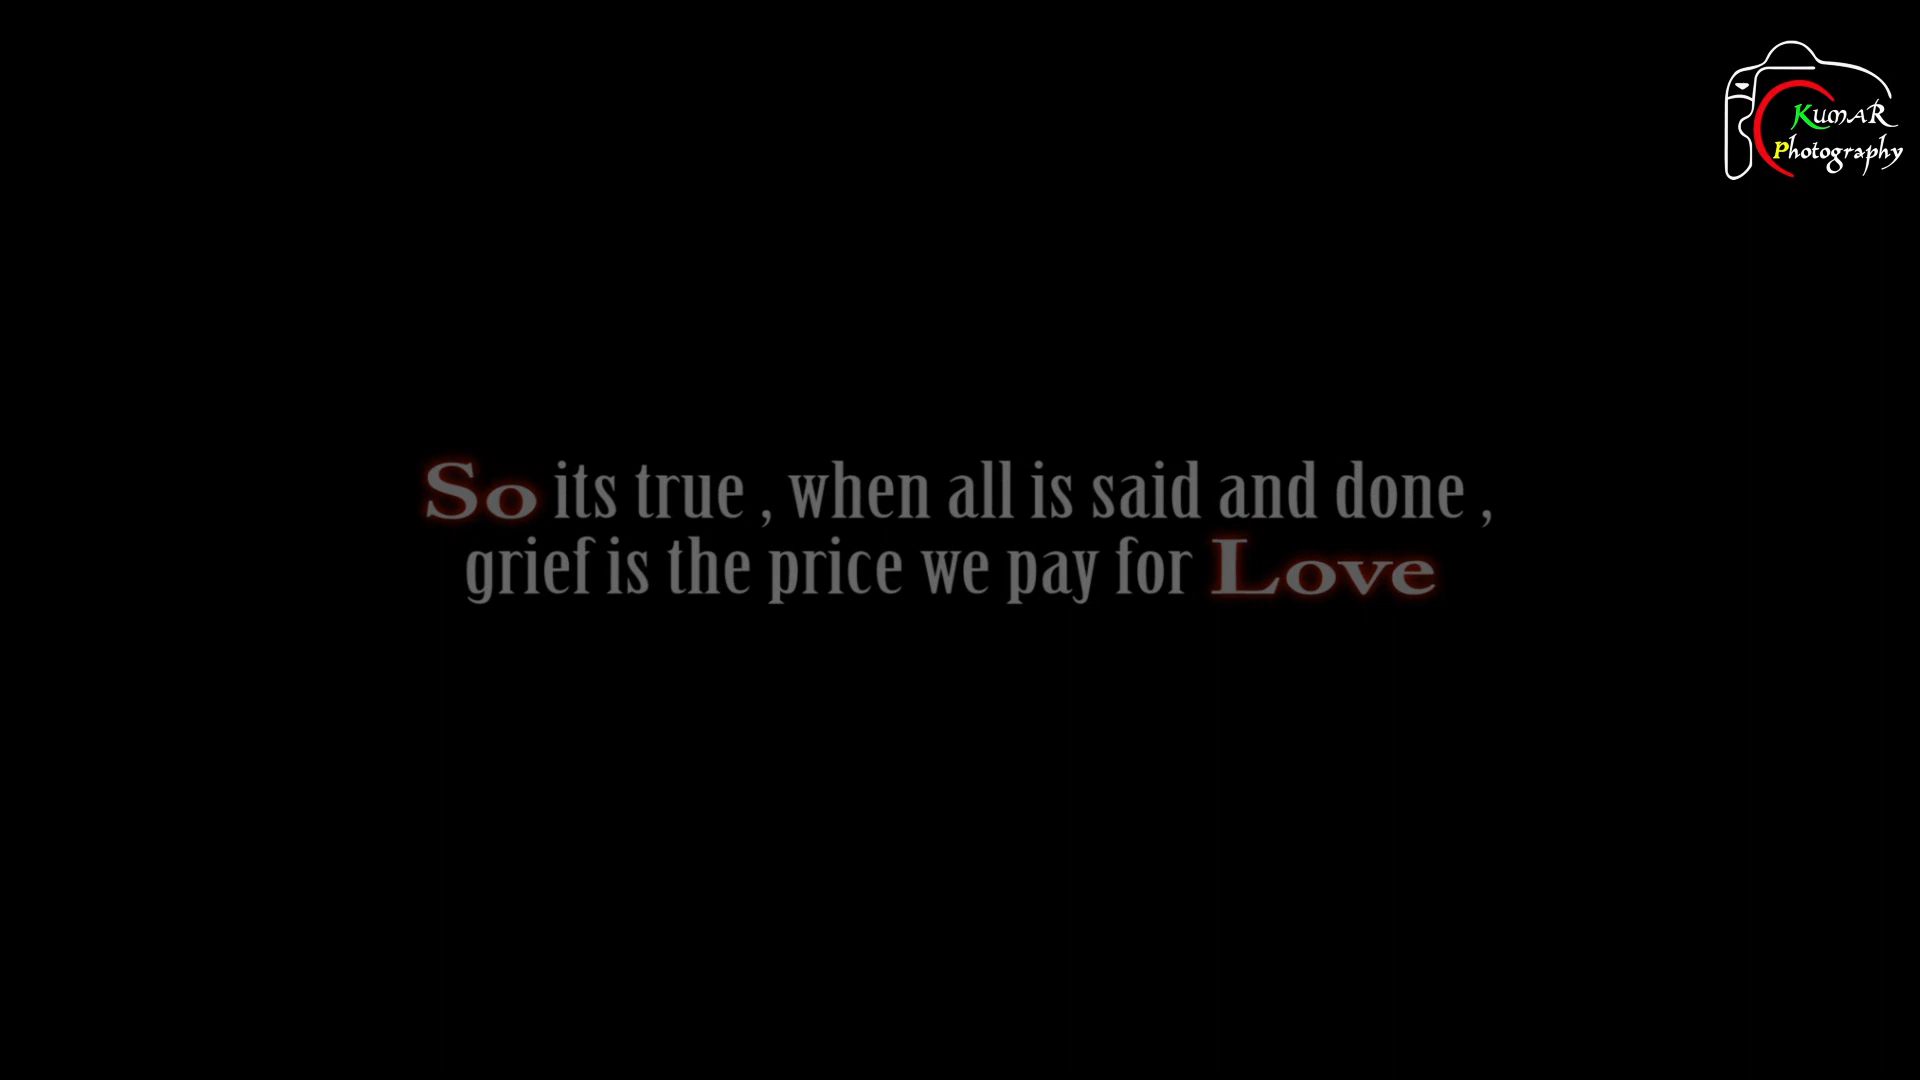 KumaR
Photography
So its true , when all is said and done ,
grief is the price we pay for Love